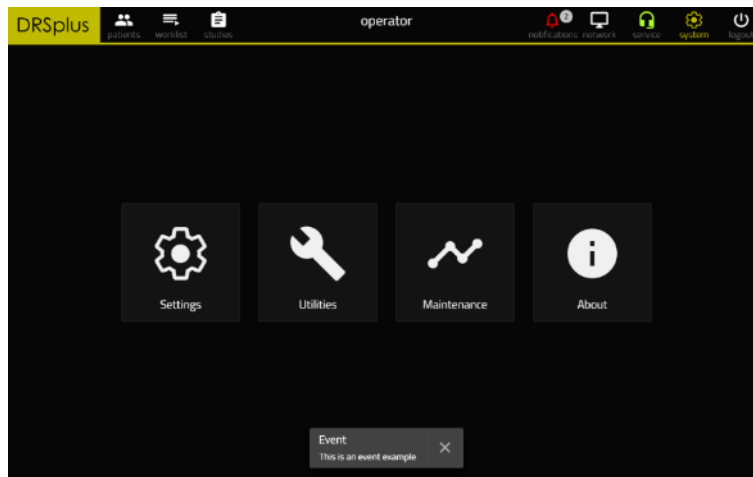 DRSplus
patients worklist studies
operator
2
notifications network service system logout
Settings Utilities Maintenance About
Event
This is an event example